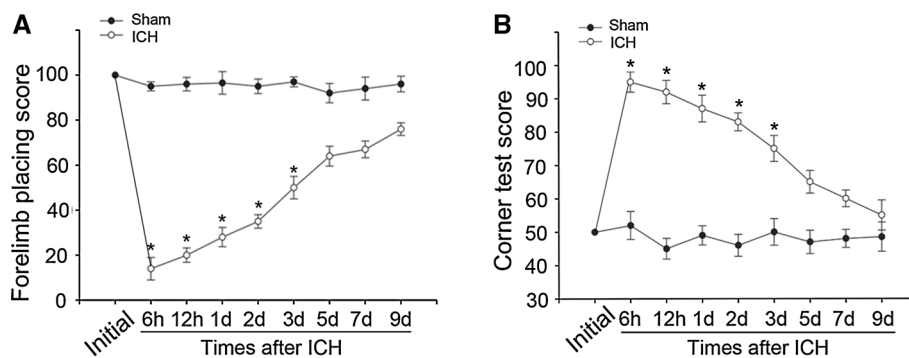 A
Sham
ICH
Forelimb placing score
100
80
60
40
20
0
*
*
*
*
*
Initial
6h 12h 1d 2d 3d 5d 7d 9d
Times after ICH
B
Sham
ICH
Corner test score
100
90
80
70
60
50
40
30
*
*
*
*
*
Initial
6h 12h 1d 2d 3d 5d 7d 9d
Times after ICH